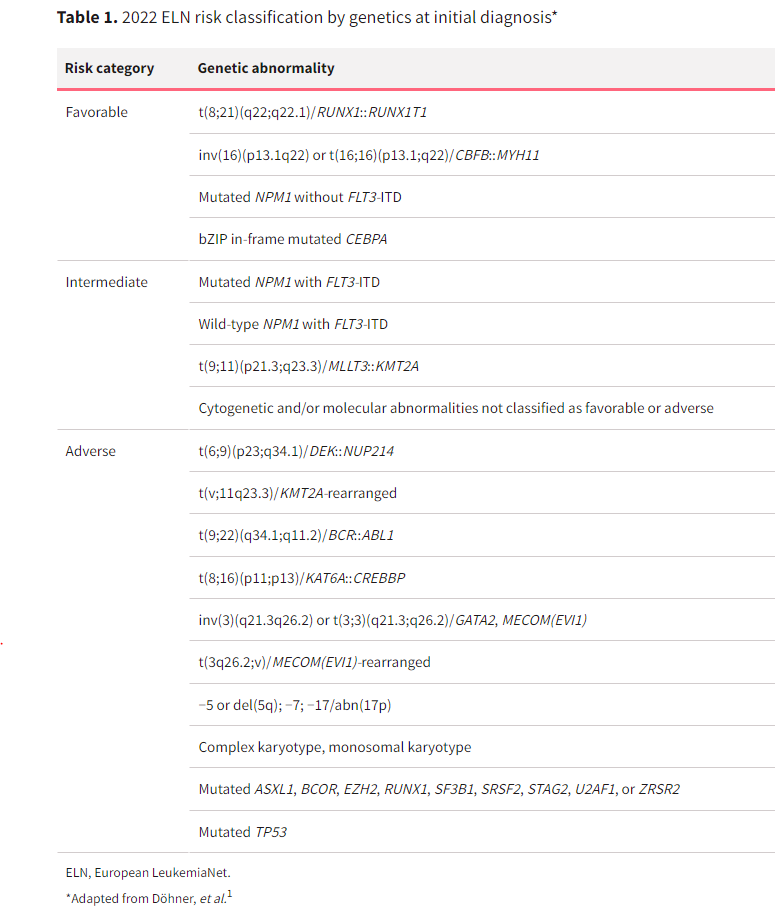 Table 1. 2022 ELN risk classification by genetics at initial diagnosis*
Risk category Genetic abnormality
Favorable t(8;21)(q22;q22.1)/RUNX1::RUNX1T1
inv(16)(p13.1q22) or t(16;16)(p13.1;q22)/CBFB::MYH11
Mutated NPM1 without FLT3-ITD
bZIP in-frame mutated CEBPA
Intermediate Mutated NPM1 with FLT3-ITD
Wild-type NPM1 with FLT3-ITD
t(9;11)(p21.3;q23.3)/MLLT3::KMT2A
Cytogenetic and/or molecular abnormalities not classified as favorable or adverse
Adverse t(6;9)(p23;q34.1)/DEK::NUP214
t(v;11q23.3)/KMT2A-rearranged
t(9;22)(q34.1;q11.2)/BCR::ABL1
t(8;16)(p11;p13)/KAT6A::CREBBP
inv(3)(q21.3q26.2) or t(3;3)(q21.3;q26.2)/GATA2, MECOM(EVI1)
t(3q26.2;v)/MECOM(EVI1)-rearranged
−5 or del(5q); −7; −17/abn(17p)
Complex karyotype, monosomal karyotype
Mutated ASXL1, BCOR, EZH2, RUNX1, SF3B1, SRSF2, STAG2, U2AF1, or ZRSR2
Mutated TP53
ELN, European LeukemiaNet.
*Adapted from Döhner, et al.1